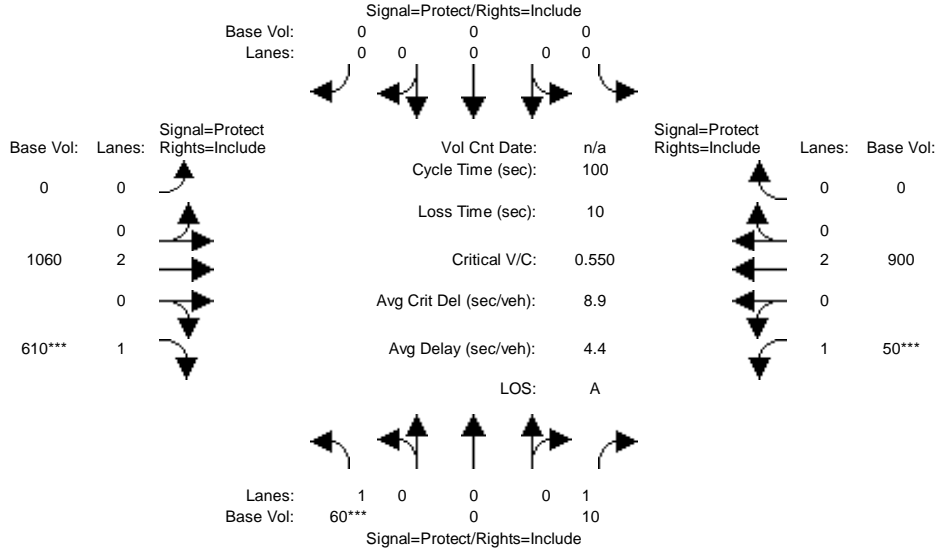 Signal=Protect/Rights=Include
Base Vol: 0 0 0
Lanes: 0 0 0 0 0
Signal=Protect Signal=Protect
Base Vol: Lanes: Rights=Include Vol Cnt Date: n/a Rights=Include Lanes: Base Vol:
Cycle Time (sec): 100
0 0 0 0
Loss Time (sec): 10
0 0
1060 2 Critical V/C: 0.550 2 900
0 Avg Crit Del (sec/veh): 8.9 0
610*** 1 Avg Delay (sec/veh): 4.4 1 50***
LOS: A
Lanes: 1 0 0 0 1
Base Vol: 60*** 0 10
Signal=Protect/Rights=Include